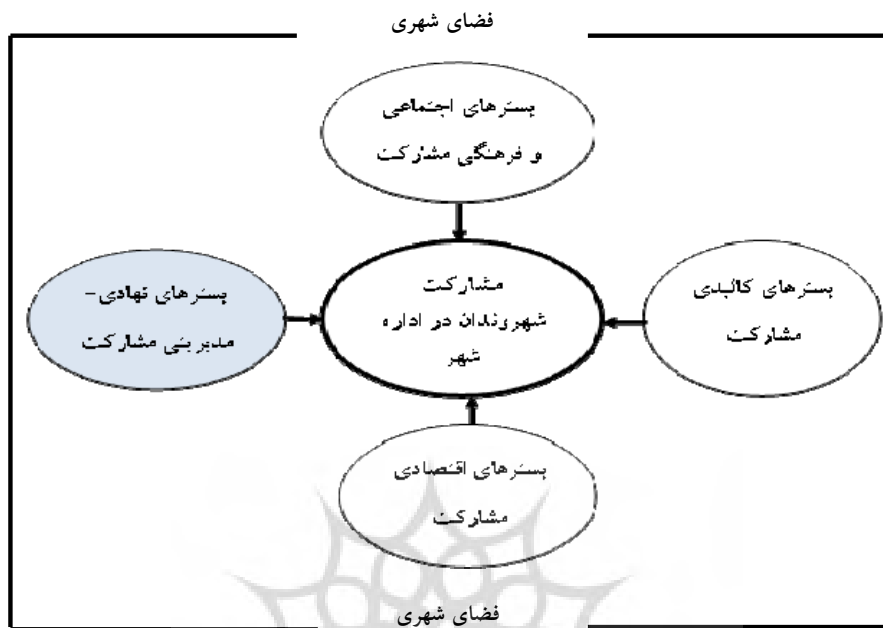 فضای شهری
بسترهای اجتماعی
و فرهنگی مشارکت
مشارکت
شهروندان در اداره
شهر
بسترهای کالبدی
مشارکت
بسترهای نهادی-
مدیریتی مشارکت
بسترهای اقتصادی
مشارکت
فضای شهری